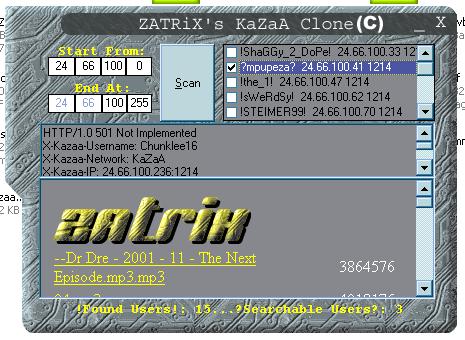 ZATRiX's KaZaA Clone(C)
_ X
Start From:
24 66 100 0
End At:
24 66 100 255
Scan
!ShaGGy_2_DoPe! 24.66.100.33 12
?mpupeza? 24.66.100.41 1214
!the_1! 24.66.100.47 1214
!sWeRdSy! 24.66.100.62 1214
!STEIMER99! 24.66.100.70 1214
HTTP/1.0 501 Not Implemented
X-Kazaa-Username: Chunklee16
X-Kazaa-Network: KaZaA
X-Kazaa-IP: 24.66.100.236:1214
zatrix
--Dr Dre - 2001 - 11 - The Next
Episode.mp3.mp3
3864576
!Found Users!: 15...?Searchable Users?: 3